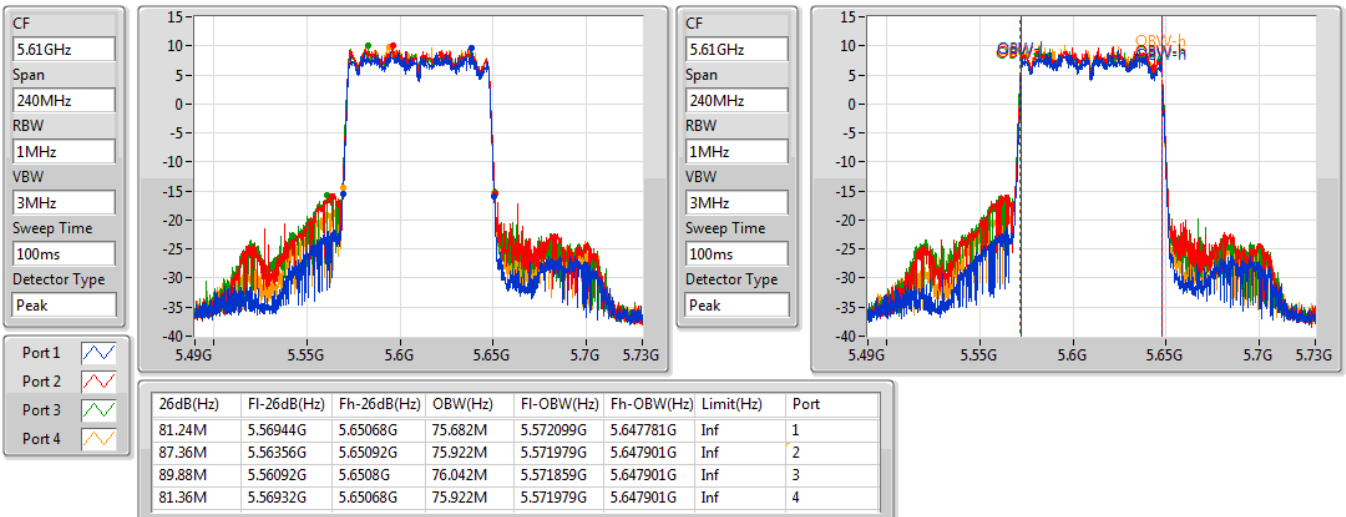 CF
5.61GHz
Span
240MHz
RBW
1MHz
VBW
3MHz
Sweep Time
100ms
Detector Type
Peak
15
10
5
0
-5
-10
-15
-20
-25
-30
-35
-40
5.49G 5.55G 5.6G 5.65G 5.7G 5.73G
CF
5.61GHz
Span
240MHz
RBW
1MHz
VBW
3MHz
Sweep Time
100ms
Detector Type
Peak
15
10
5
0
-5
-10
-15
-20
-25
-30
-35
-40
OBW-h
OBW-h
5.49G 5.55G 5.6G 5.65G 5.7G 5.73G
Port 1
Port 2
Port 3
Port 4
26dB(Hz) Fl-26dB(Hz) Fh-26dB(Hz) OBW(Hz) Fl-OBW(Hz) Fh-OBW(Hz) Limit(Hz) Port
81.24M 5.56944G 5.65068G 75.682M 5.572099G 5.647781G Inf 1
87.36M 5.56356G 5.65092G 75.922M 5.571979G 5.647901G Inf 2
89.88M 5.56092G 5.6508G 76.042M 5.571859G 5.647901G Inf 3
81.36M 5.56932G 5.65068G 75.922M 5.571979G 5.647901G Inf 4